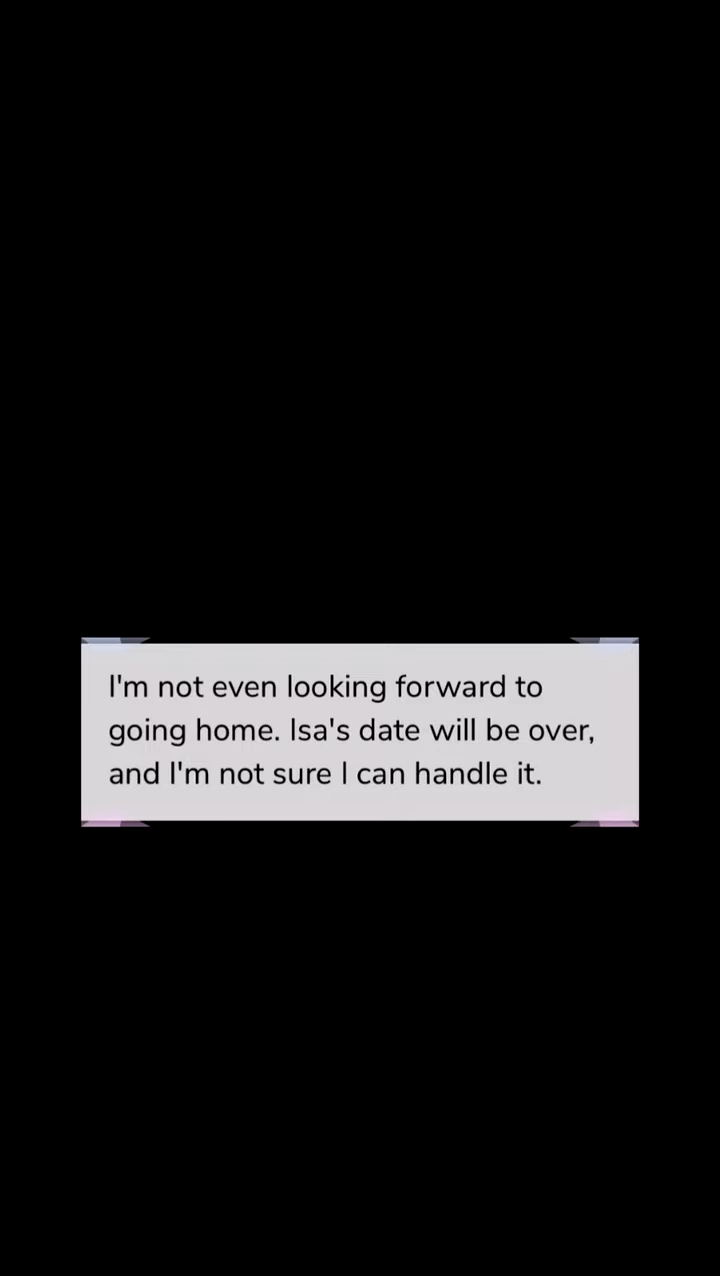 I'm not even looking forward to
going home. Isa's date will be over,
and I'm not sure I can handle it.